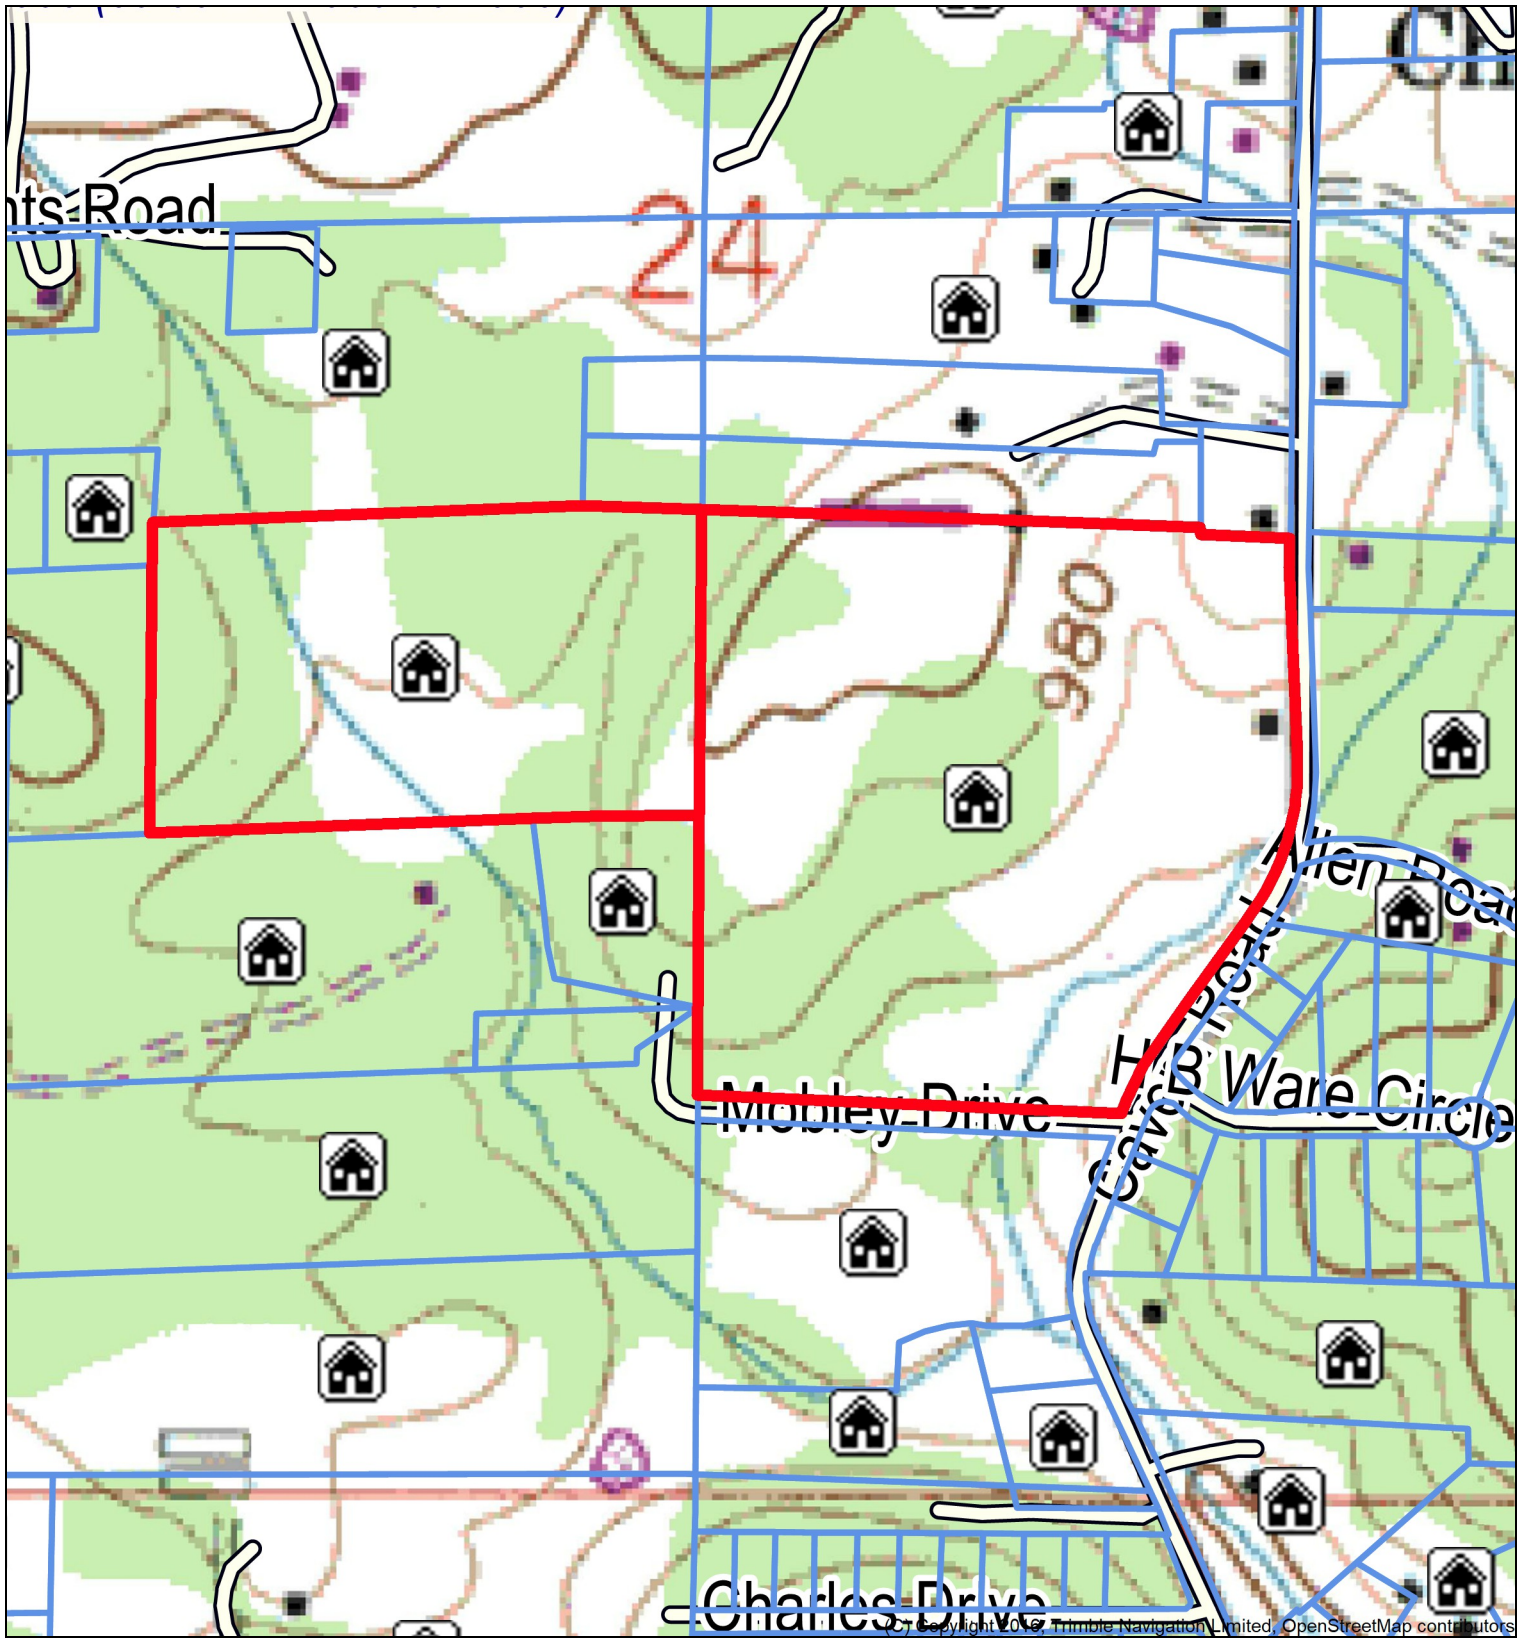 Ch
nts Road
24
980
Allen Road
Cave Road
H B Ware Circle
Mobley Drive
Charles Drive
(C) Copyright 2016, Trimble Navigation Limited, OpenStreetMap contributors